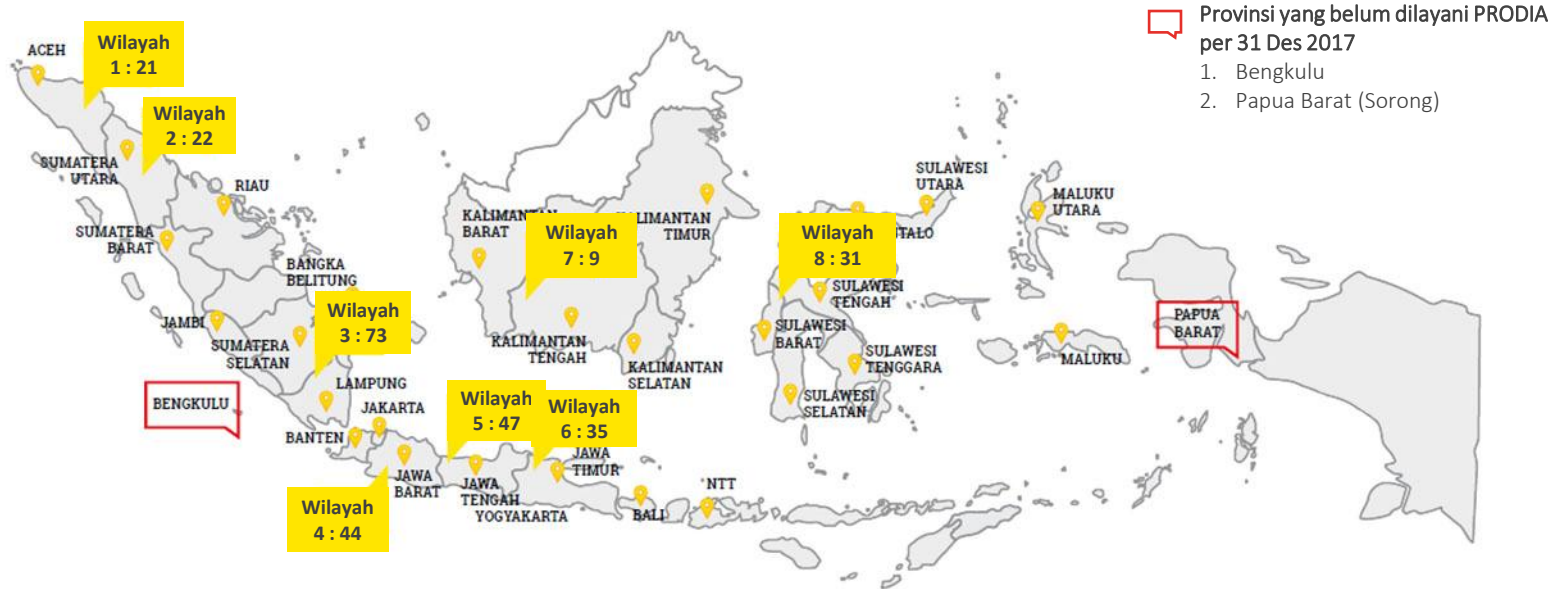 Provinsi yang belum dilayani PRODIA
per 31 Des 2017
1. Bengkulu
2. Papua Barat (Sorong)
ACEH
Wilayah
1 : 21
Wilayah
2 : 22
SUMATERA
UTARA
RIAU
SUMATERA
BARAT
BANGKA
BELITUNG
JAMBI
SUMATERA
SELATAN
Wilayah
3 : 73
BENGKULU
LAMPUNG
JAKARTA
BANTEN
JAWA
BARAT
Wilayah
4 : 44
Wilayah
5 : 47
JAWA
TENGAH
YOGYAKARTA
Wilayah
6 : 35
JAWA
TIMUR
BALI
NTT
KALIMANTAN
BARAT
Wilayah
7 : 9
TIMUR
KALIMANTAN
TENGAH
KALIMANTAN
SELATAN
SULAWESI
UTARA
Wilayah
8 : 31
SULAWESI
TENGAH
SULAWESI
BARAT
SULAWESI
TENGGARA
SULAWESI
SELATAN
MALUKU
UTARA
MALUKU
PAPUA
BARAT